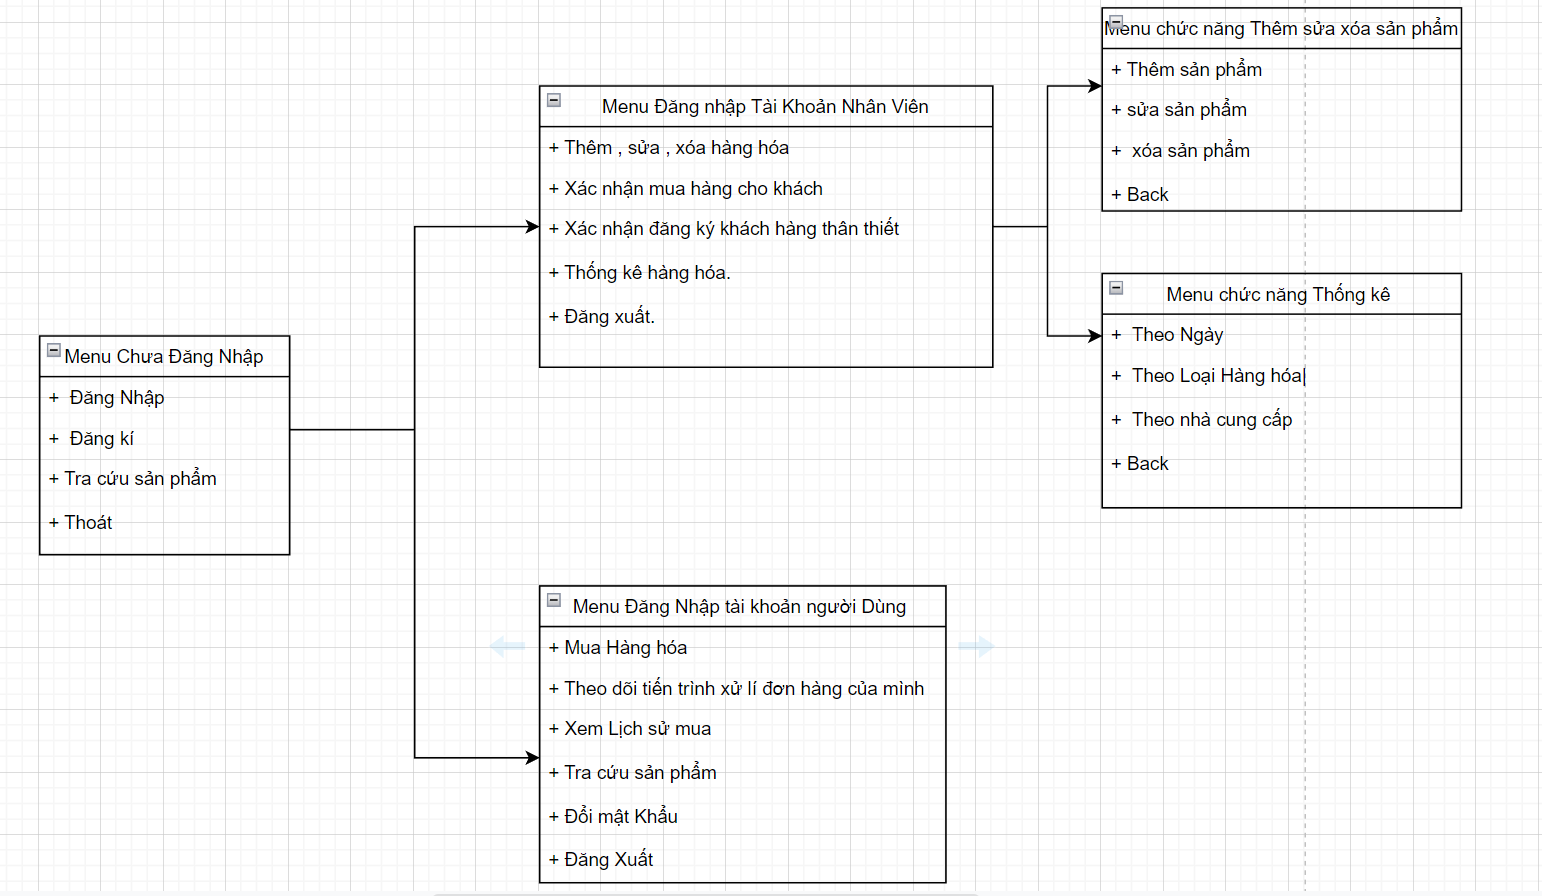 Menu Chưa Đăng Nhập
+ Đăng Nhập
+ Đăng kí
+ Tra cứu sản phẩm
+ Thoát
Menu Đăng nhập Tài Khoản Nhân Viên
+ Thêm , sửa , xóa hàng hóa
+ Xác nhận mua hàng cho khách
+ Xác nhận đăng ký khách hàng thân thiết
+ Thống kê hàng hóa.
+ Đăng xuất.
Menu Đăng Nhập tài khoản người Dùng
+ Mua Hàng hóa
+ Theo dõi tiến trình xử lí đơn hàng của mình
+ Xem Lịch sử mua
+ Tra cứu sản phẩm
+ Đổi mật Khẩu
+ Đăng Xuất
Menu chức năng Thêm sửa xóa sản phẩm
+ Thêm sản phẩm
+ sửa sản phẩm
+ xóa sản phẩm
+ Back
Menu chức năng Thống kê
+ Theo Ngày
+ Theo Loại Hàng hóa
+ Theo nhà cung cấp
+ Back